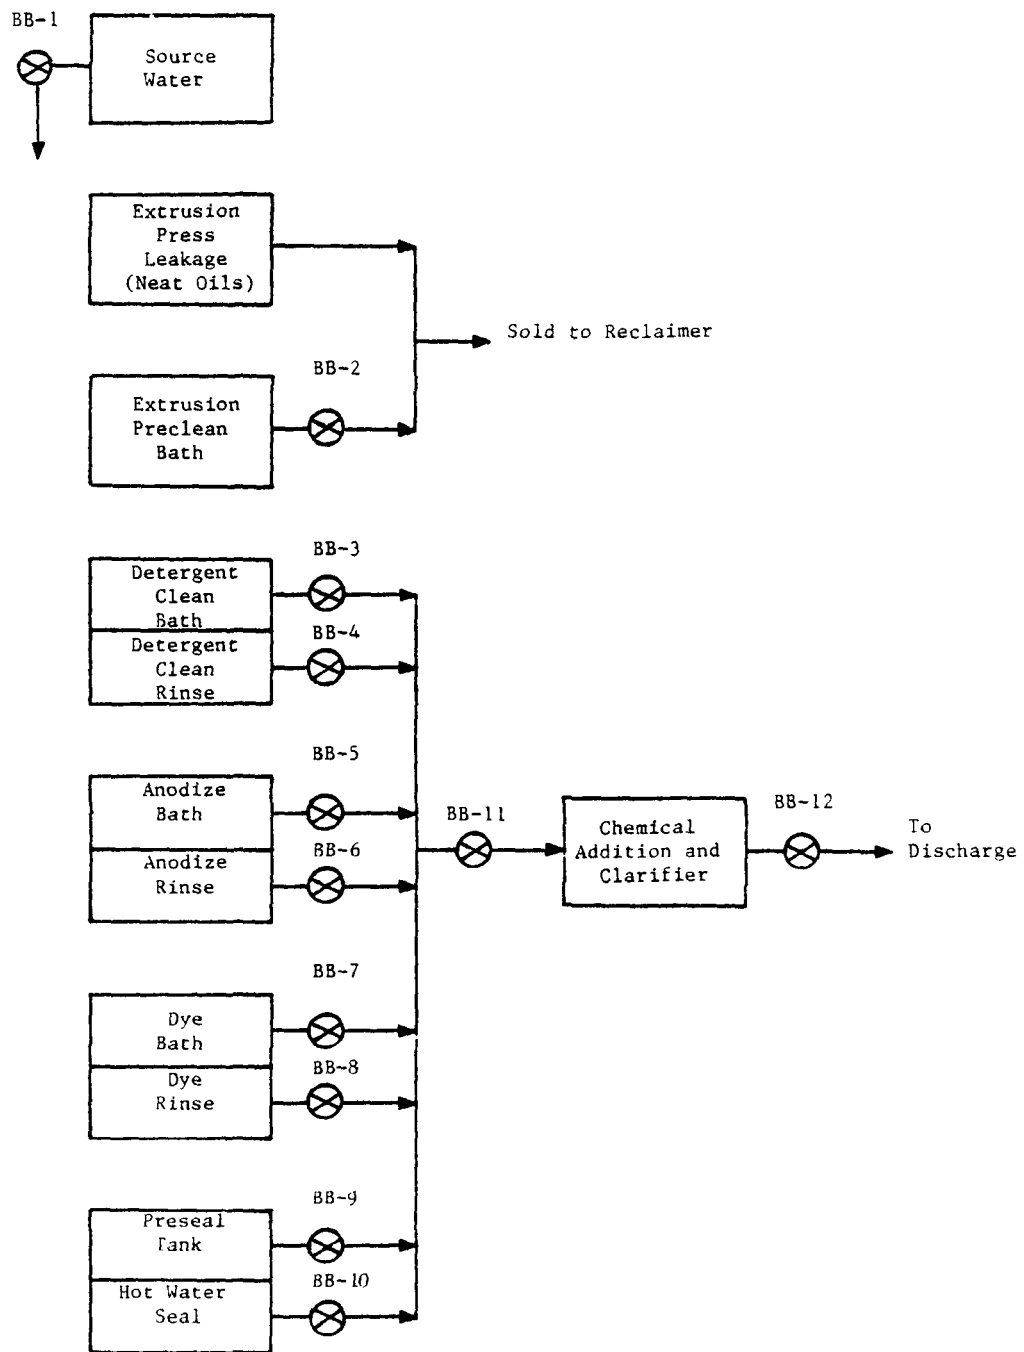 BB-1
Source
Water
Extrusion
Press
Leakage
(Neat Oils)
Sold to Reclaimer
BB-2
Extrusion
Preclean
Bath
BB-3
Detergent
Clean
Bath
BB-4
Detergent
Clean
Rinse
BB-5
Anodize
Bath
BB-6
Anodize
Rinse
BB-11
Chemical
Addition and
Clarifier
BB-12
To
Discharge
BB-7
Dye
Bath
BB-8
Dye
Rinse
BB-9
Preseal
Tank
BB-10
Hot Water
Seal